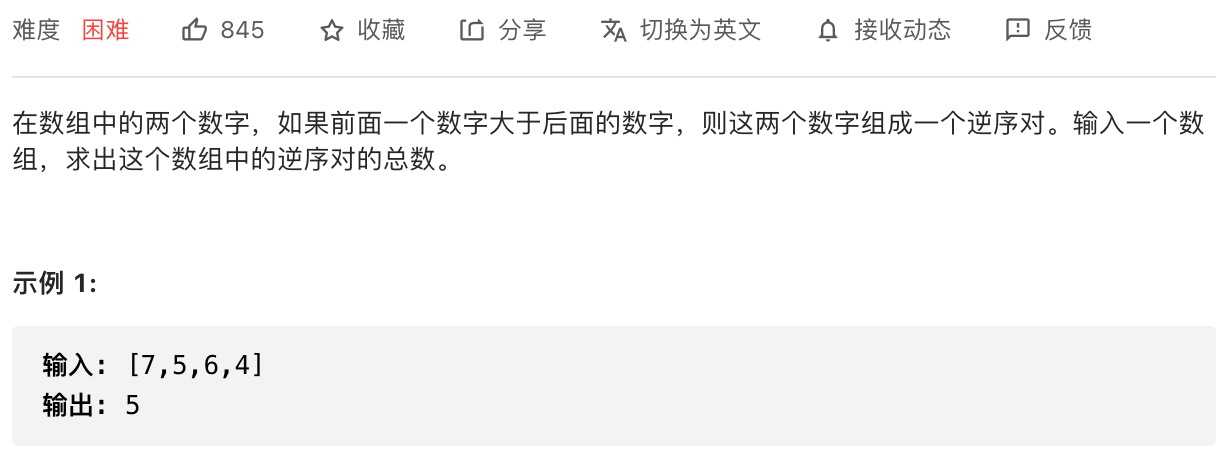 难度 困难 845 收藏 分享 切换为英文 接收动态 反馈
在数组中的两个数字，如果前面一个数字大于后面的数字，则这两个数字组成一个逆序对。输入一个数
组，求出这个数组中的逆序对的总数。
示例 1:
输入: [7,5,6,4]
输出: 5